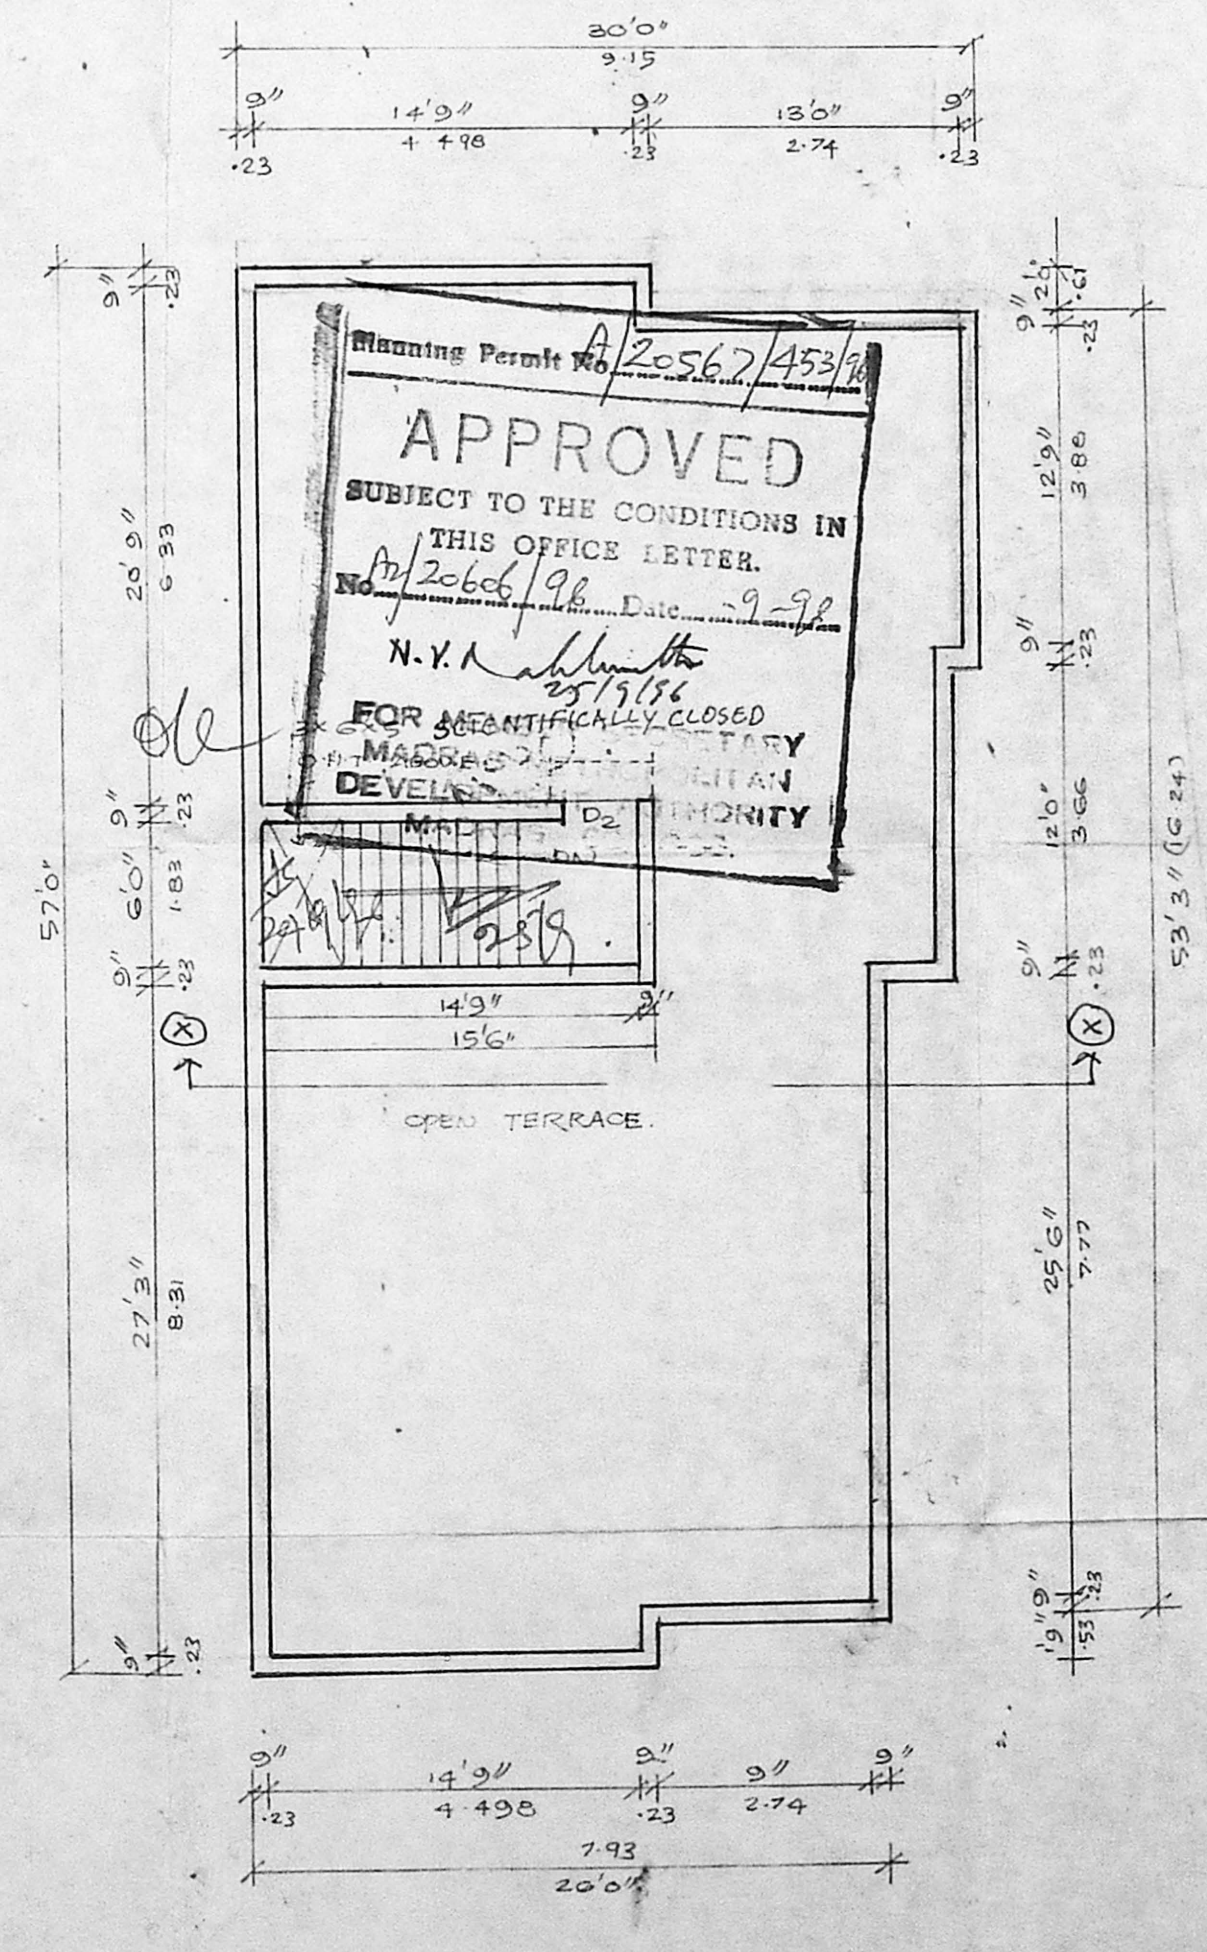 30'0"
9.15
9" 14'9" 9" 13'0" 9"
.23 4.498 .23 2.74 .23
9" .23
20'9" 6.33
9" .23
6'0" 1.83
9" .23
27'3" 8.31
9" .23
57'0"
Planning Permit No. A/20567/453/96
APPROVED
SUBJECT TO THE CONDITIONS IN
THIS OFFICE LETTER.
No. A2/20606/96 Date -9-96
N.V.
25/9/96
FOR
SCIENTIFICALLY CLOSED
MADRAS METROPOLITAN
DEVELOPMENT AUTHORITY
MADRAS
D2
DN
14'9" 9"
15'6"
X
X
OPEN TERRACE.
2'0" .61
9" .23
12'9" 3.88
9" .23
12'0" 3.66
9" .23
25'6" 7.77
9" .23
1'9" .53
53'3" (16.24)
9" 14'9" 9" 9" 9"
.23 4.498 .23 2.74
7.93
26'0"